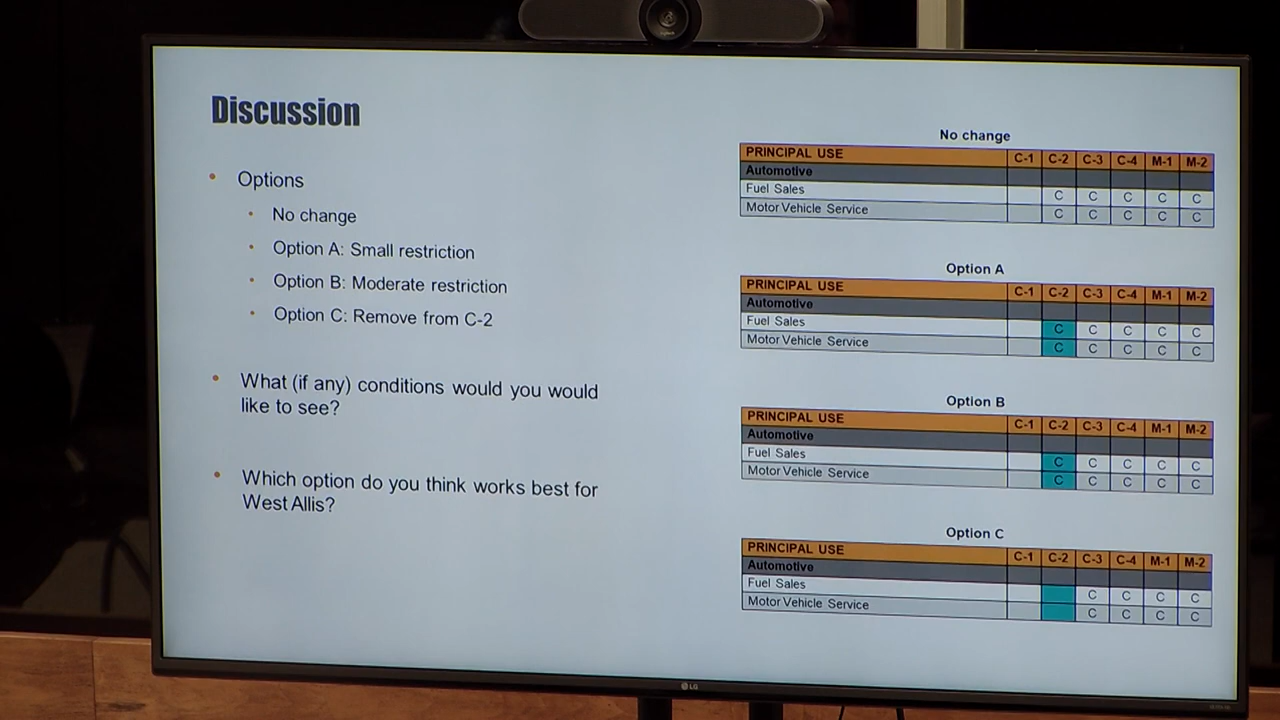 Discussion
• Options
• No change
• Option A: Small restriction
• Option B: Moderate restriction
• Option C: Remove from C-2
• What (if any) conditions would you would
like to see?
• Which option do you think works best for
West Allis?
No change
PRINCIPAL USE C-1 C-2 C-3 C-4 M-1 M-2
Automotive
Fuel Sales C C C C C
Motor Vehicle Service C C C C C
Option A
PRINCIPAL USE C-1 C-2 C-3 C-4 M-1 M-2
Automotive
Fuel Sales C C C C C
Motor Vehicle Service C C C C C
Option B
PRINCIPAL USE C-1 C-2 C-3 C-4 M-1 M-2
Automotive
Fuel Sales C C C C C
Motor Vehicle Service C C C C C
Option C
PRINCIPAL USE C-1 C-2 C-3 C-4 M-1 M-2
Automotive
Fuel Sales C C C C
Motor Vehicle Service C C C C
LG